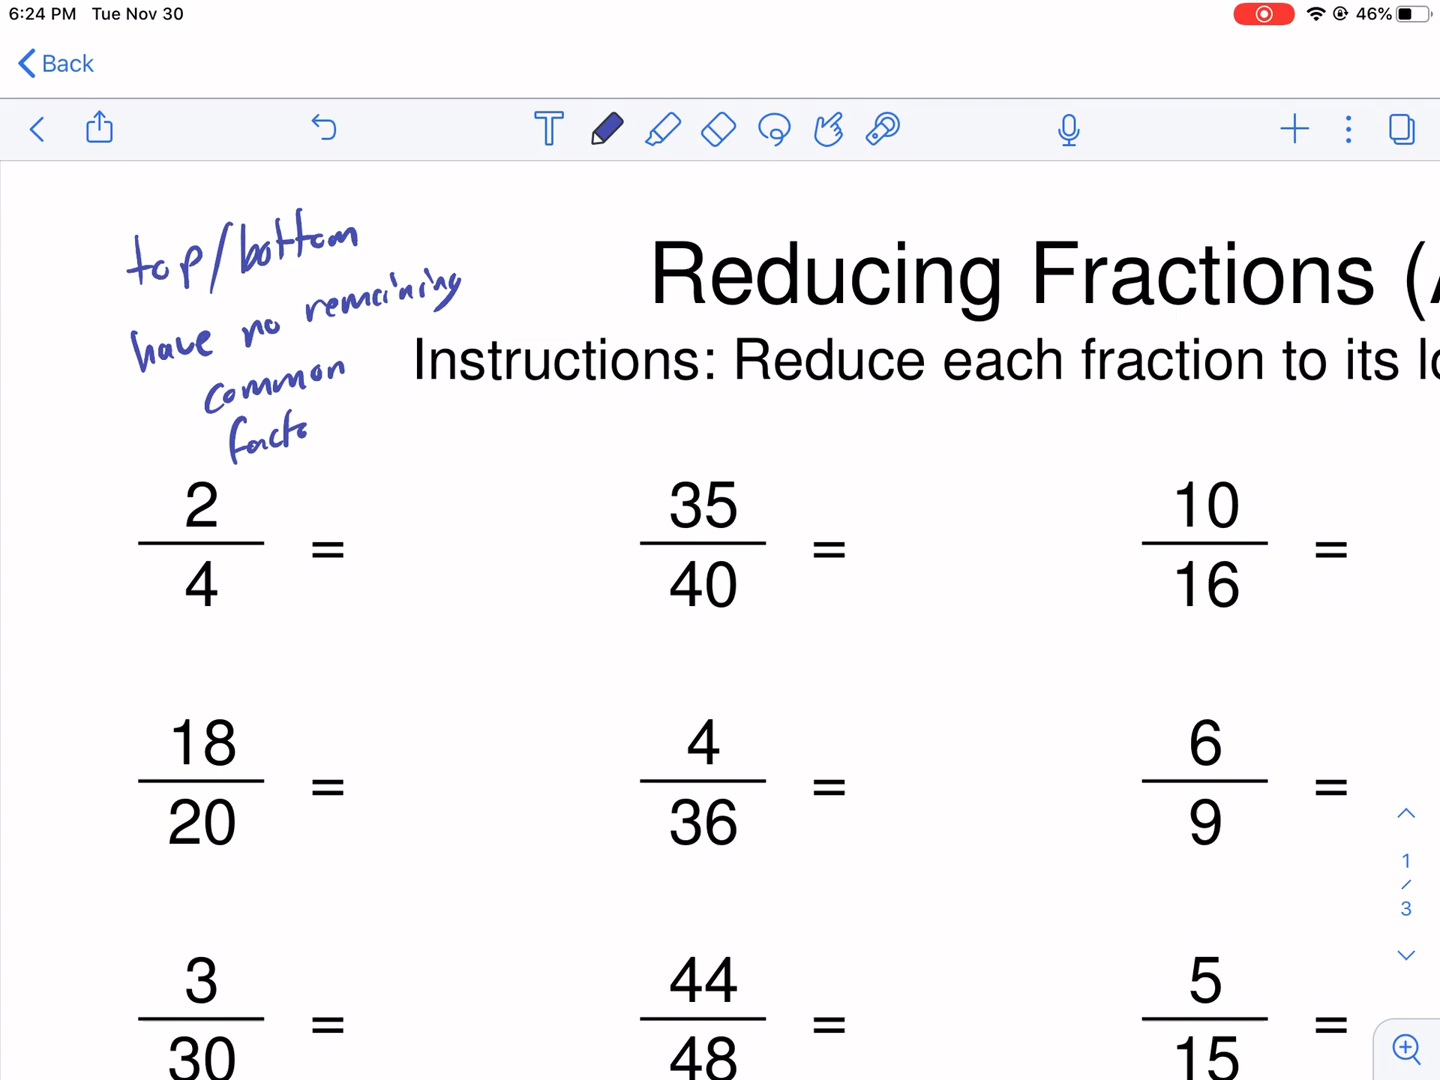 6:24 PM Tue Nov 30
46%
Back
top/bottom
have no remaining
common
facto
Reducing Fractions (
Instructions: Reduce each fraction to its lo
2/4 =
35/40 =
10/16 =
18/20 =
4/36 =
6/9 =
3/30 =
44/48 =
5/15 =
1
/
3